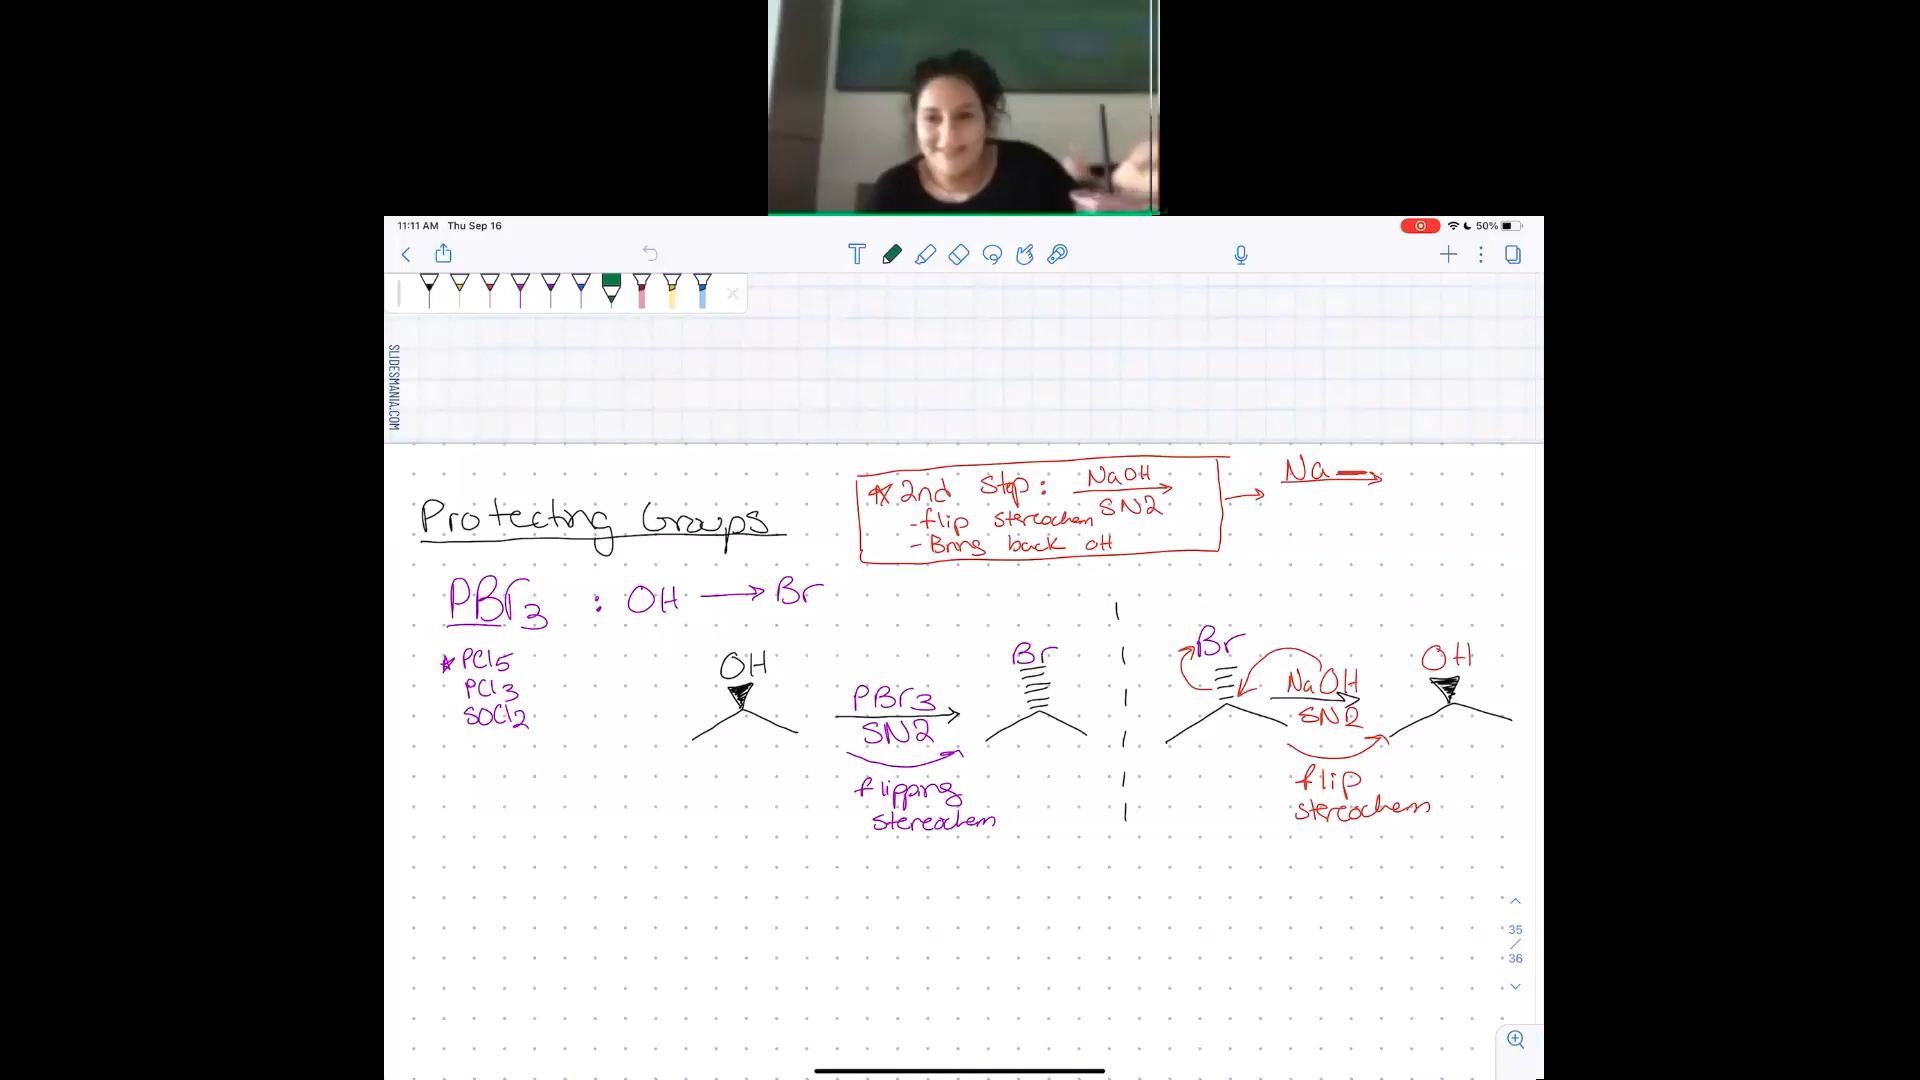 11:11 AM Thu Sep 16
50%
SLIDESMANIA.COM
Protecting Groups
☆ 2nd Step: NaOH
SN2
- flip stereochem
- Bring back OH
Na
PBr3 : OH → Br
☆ PCl5
PCl3
SOCl2
OH
PBr3
SN2
flipping
stereochem
Br
Br
NaOH
SN2
flip
stereochem
OH
35
/
36